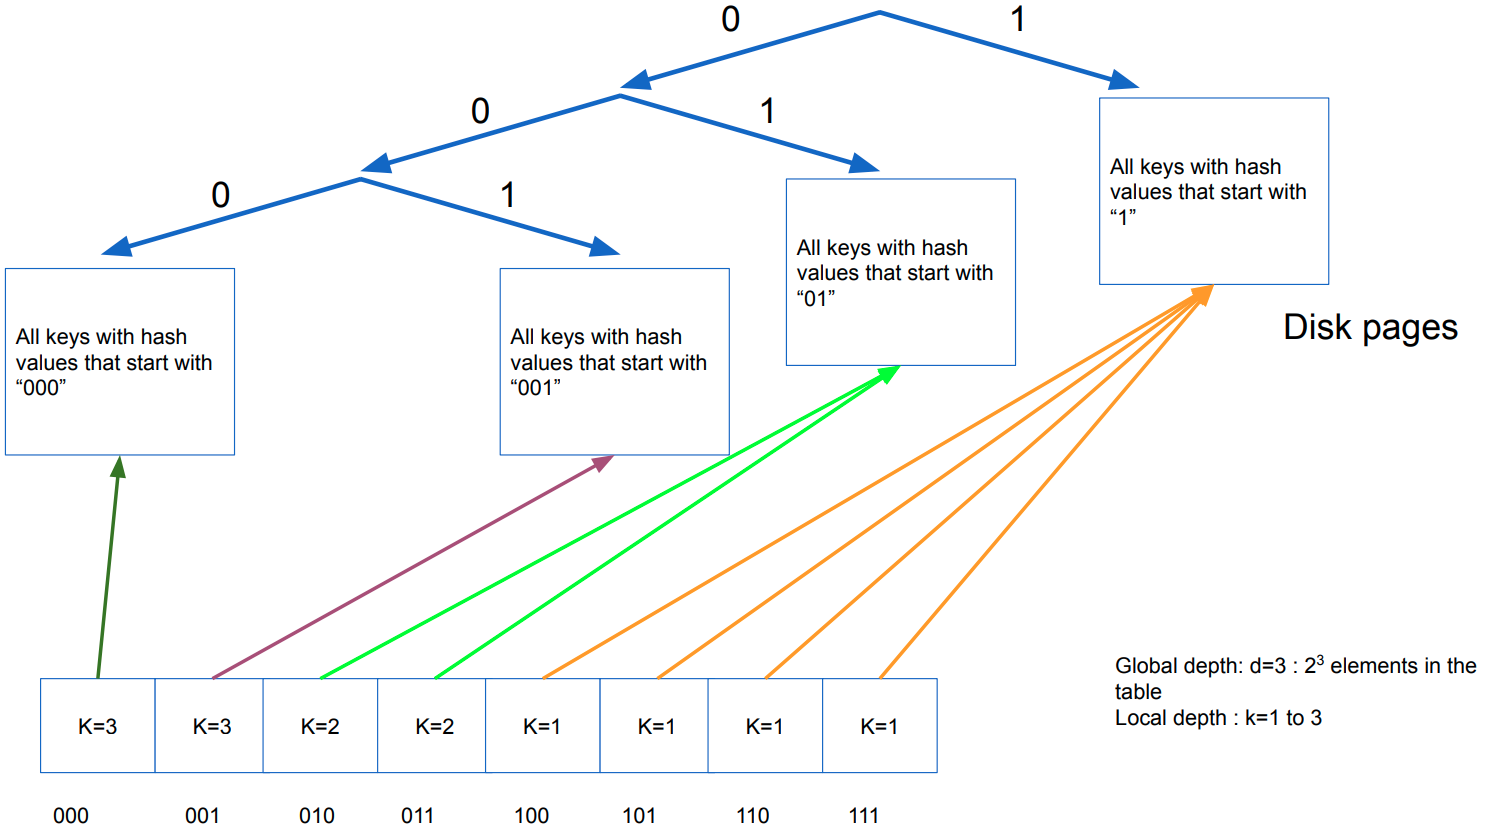 0
1
0
1
0
1
All keys with hash
values that start with
“1”
All keys with hash
values that start with
“01”
All keys with hash
values that start with
“000”
All keys with hash
values that start with
“001”
Disk pages
Global depth: d=3 : 2³ elements in the
table
Local depth : k=1 to 3
K=3 K=3 K=2 K=2 K=1 K=1 K=1 K=1
000 001 010 011 100 101 110 111